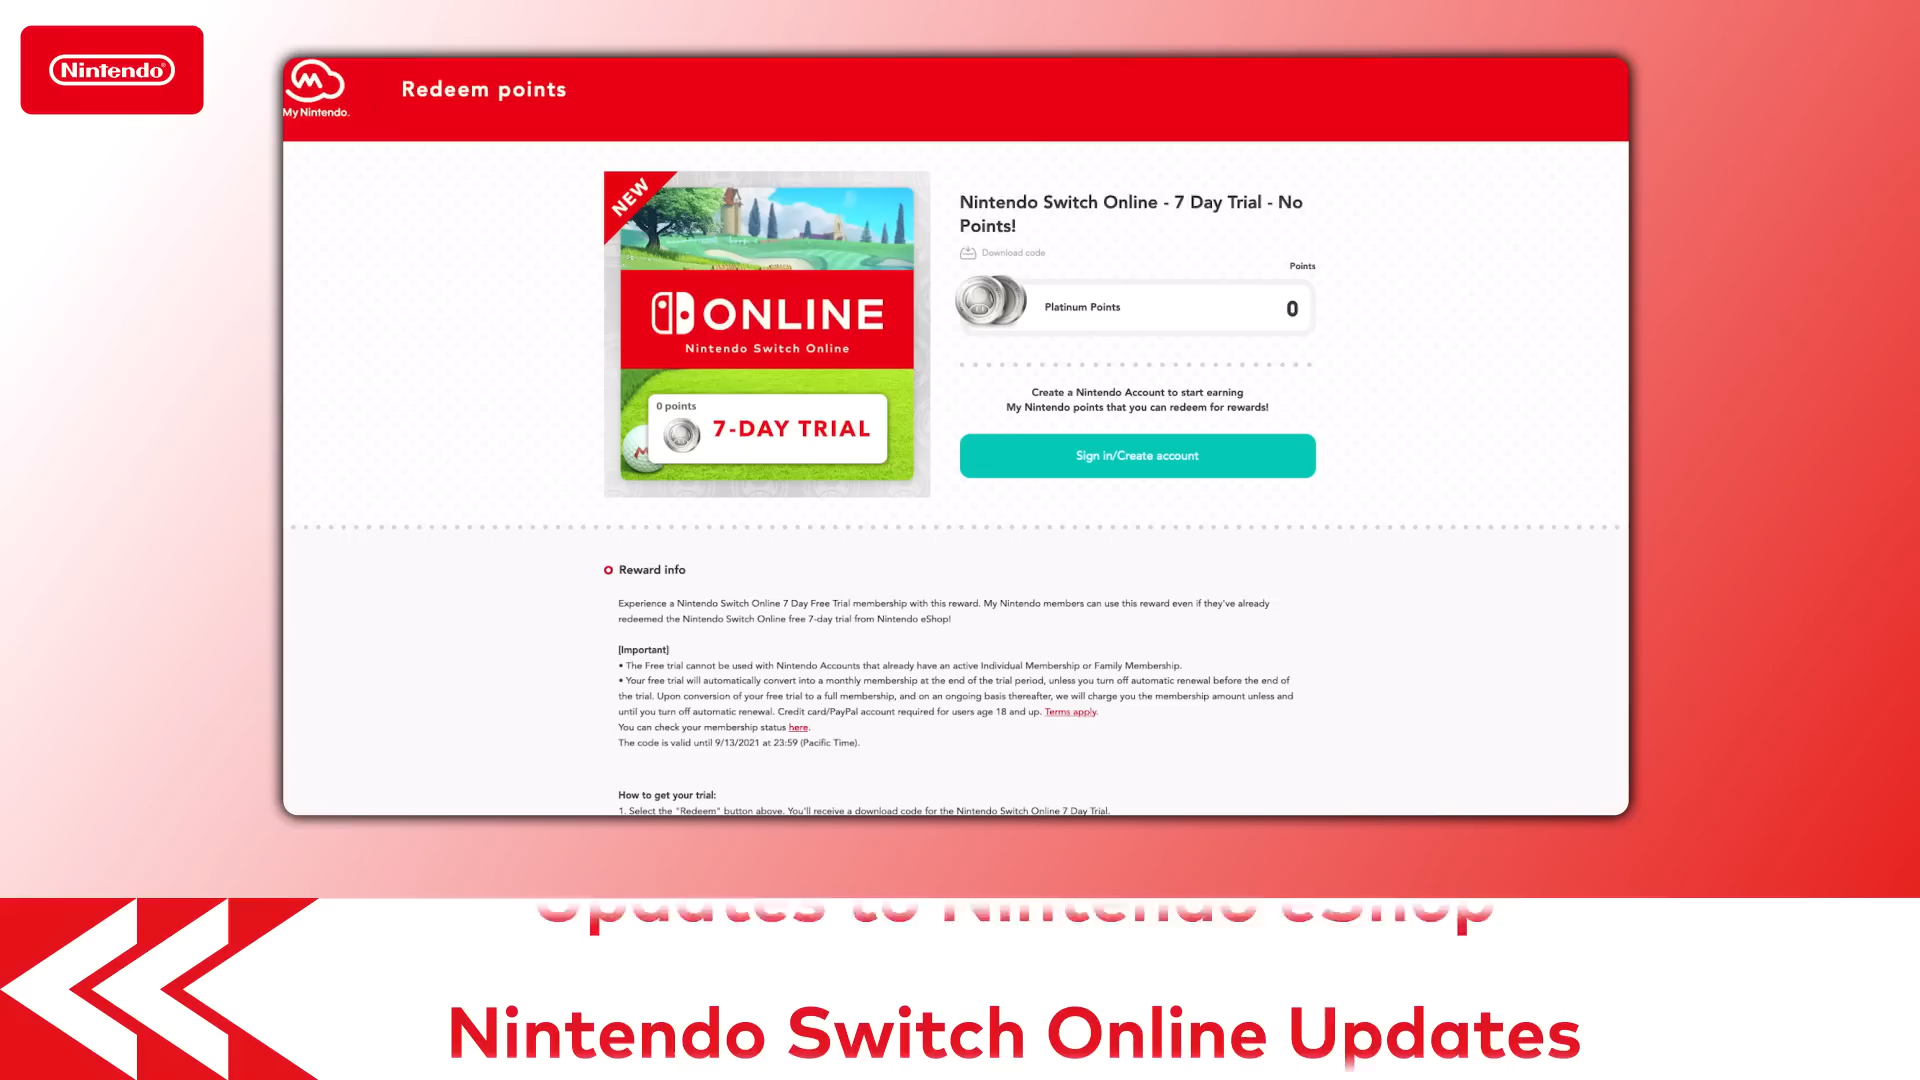 Nintendo
My Nintendo.
Redeem points
NEW
ONLINE
Nintendo Switch Online
0 points
7-DAY TRIAL
Nintendo Switch Online - 7 Day Trial - No
Points!
Download code
Points
Platinum Points
0
Create a Nintendo Account to start earning
My Nintendo points that you can redeem for rewards!
Sign in/Create account
Reward info
Experience a Nintendo Switch Online 7 Day Free Trial membership with this reward. My Nintendo members can use this reward even if they've already
redeemed the Nintendo Switch Online free 7-day trial from Nintendo eShop!
[Important]
• The Free trial cannot be used with Nintendo Accounts that already have an active Individual Membership or Family Membership.
• Your free trial will automatically convert into a monthly membership at the end of the trial period, unless you turn off automatic renewal before the end of
the trial. Upon conversion of your free trial to a full membership, and on an ongoing basis thereafter, we will charge you the membership amount unless and
until you turn off automatic renewal. Credit card/PayPal account required for users age 18 and up. Terms apply.
You can check your membership status here.
The code is valid until 9/13/2021 at 23:59 (Pacific Time).
How to get your trial:
1. Select the "Redeem" button above. You'll receive a download code for the Nintendo Switch Online 7 Day Trial.
Updates to Nintendo eShop
Nintendo Switch Online Updates